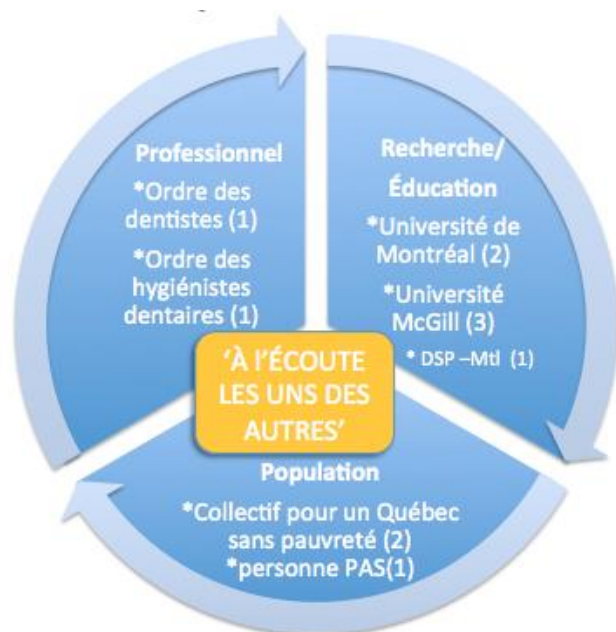 Professionnel
*Ordre des
dentistes (1)
*Ordre des
hygiénistes
dentaires (1)
Recherche/
Éducation
*Université de
Montréal (2)
*Université
McGill (3)
* DSP –Mtl (1)
‘À l’ÉCOUTE
LES UNS DES
AUTRES’
Population
*Collectif pour un Québec
sans pauvreté (2)
*personne PAS(1)